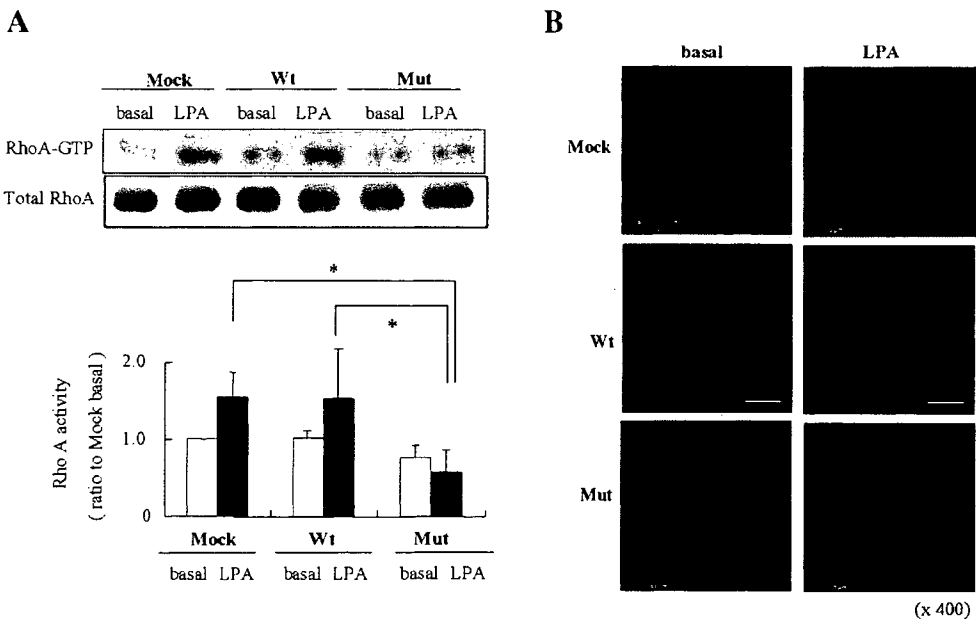 A
Mock Wt Mut
basal LPA basal LPA basal LPA
RhoA-GTP
Total RhoA
*
*
Rho A activity
( ratio to Mock basal )
2.0
1.0
0
Mock Wt Mut
basal LPA basal LPA basal LPA
B
basal LPA
Mock
Wt
Mut
(x 400)